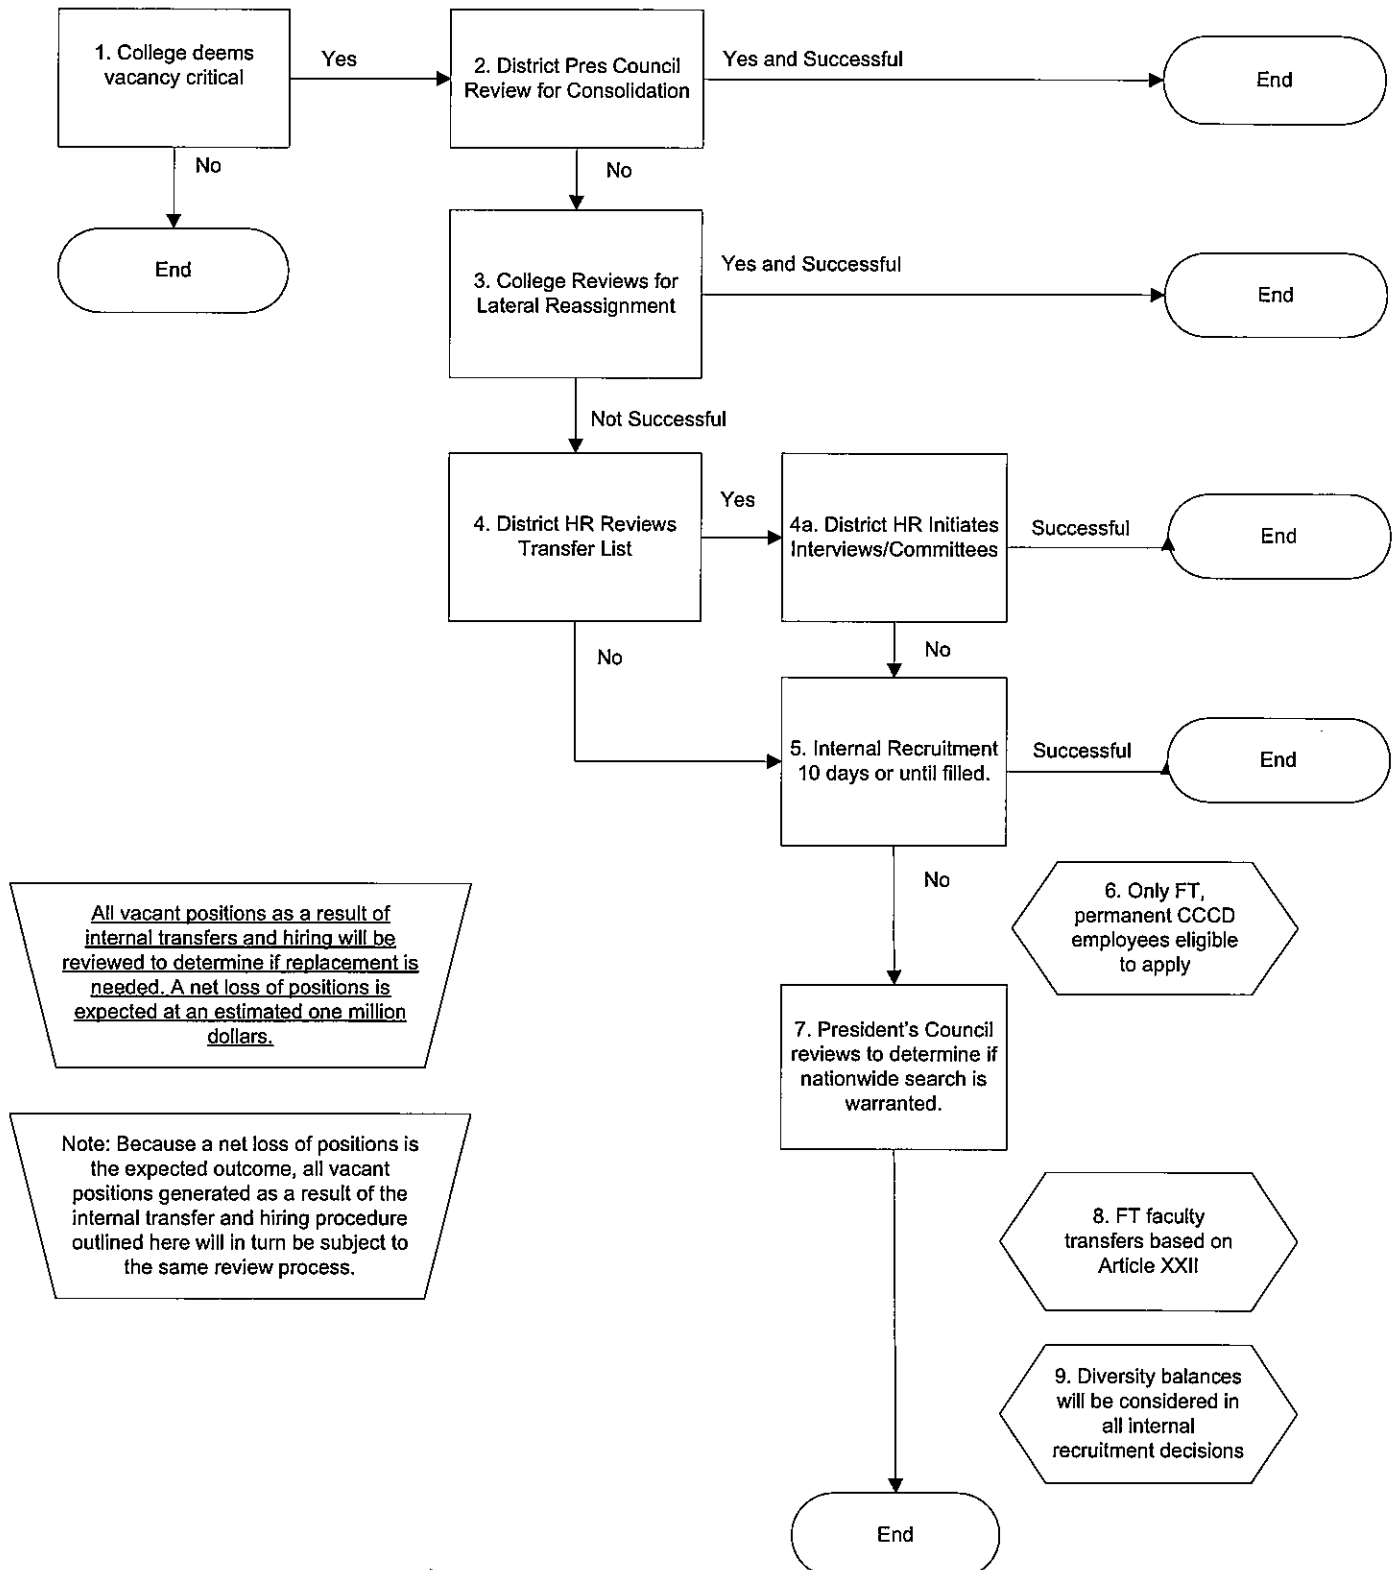 1. College deems
vacancy critical
Yes
2. District Pres Council
Review for Consolidation
Yes and Successful
End
No
End
No
3. College Reviews for
Lateral Reassignment
Yes and Successful
End
Not Successful
4. District HR Reviews
Transfer List
Yes
4a. District HR Initiates
Interviews/Committees
Successful
End
No
No
5. Internal Recruitment
10 days or until filled.
Successful
End
No
6. Only FT,
permanent CCCD
employees eligible
to apply
All vacant positions as a result of
internal transfers and hiring will be
reviewed to determine if replacement is
needed. A net loss of positions is
expected at an estimated one million
dollars.
7. President's Council
reviews to determine if
nationwide search is
warranted.
Note: Because a net loss of positions is
the expected outcome, all vacant
positions generated as a result of the
internal transfer and hiring procedure
outlined here will in turn be subject to
the same review process.
8. FT faculty
transfers based on
Article XXII
9. Diversity balances
will be considered in
all internal
recruitment decisions
End